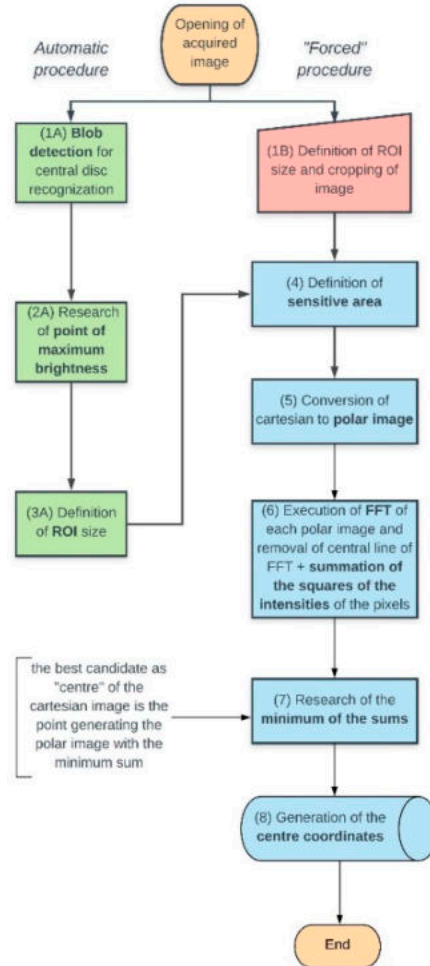 Opening of
acquired
image
Automatic
procedure
"Forced"
procedure
(1A) Blob
detection for
central disc
recognization
(1B) Definition of ROI
size and cropping of
image
(2A) Research
of point of
maximum
brightness
(4) Definition of
sensitive area
(5) Conversion of
cartesian to polar image
(3A) Definition
of ROI size
(6) Execution of FFT of
each polar image and
removal of central line of
FFT + summation of
the squares of the
intensities of the pixels
the best candidate as
"centre" of the
cartesian image is the
point generating the
polar image with the
minimum sum
(7) Research of the
minimum of the sums
(8) Generation of the
centre coordinates
End